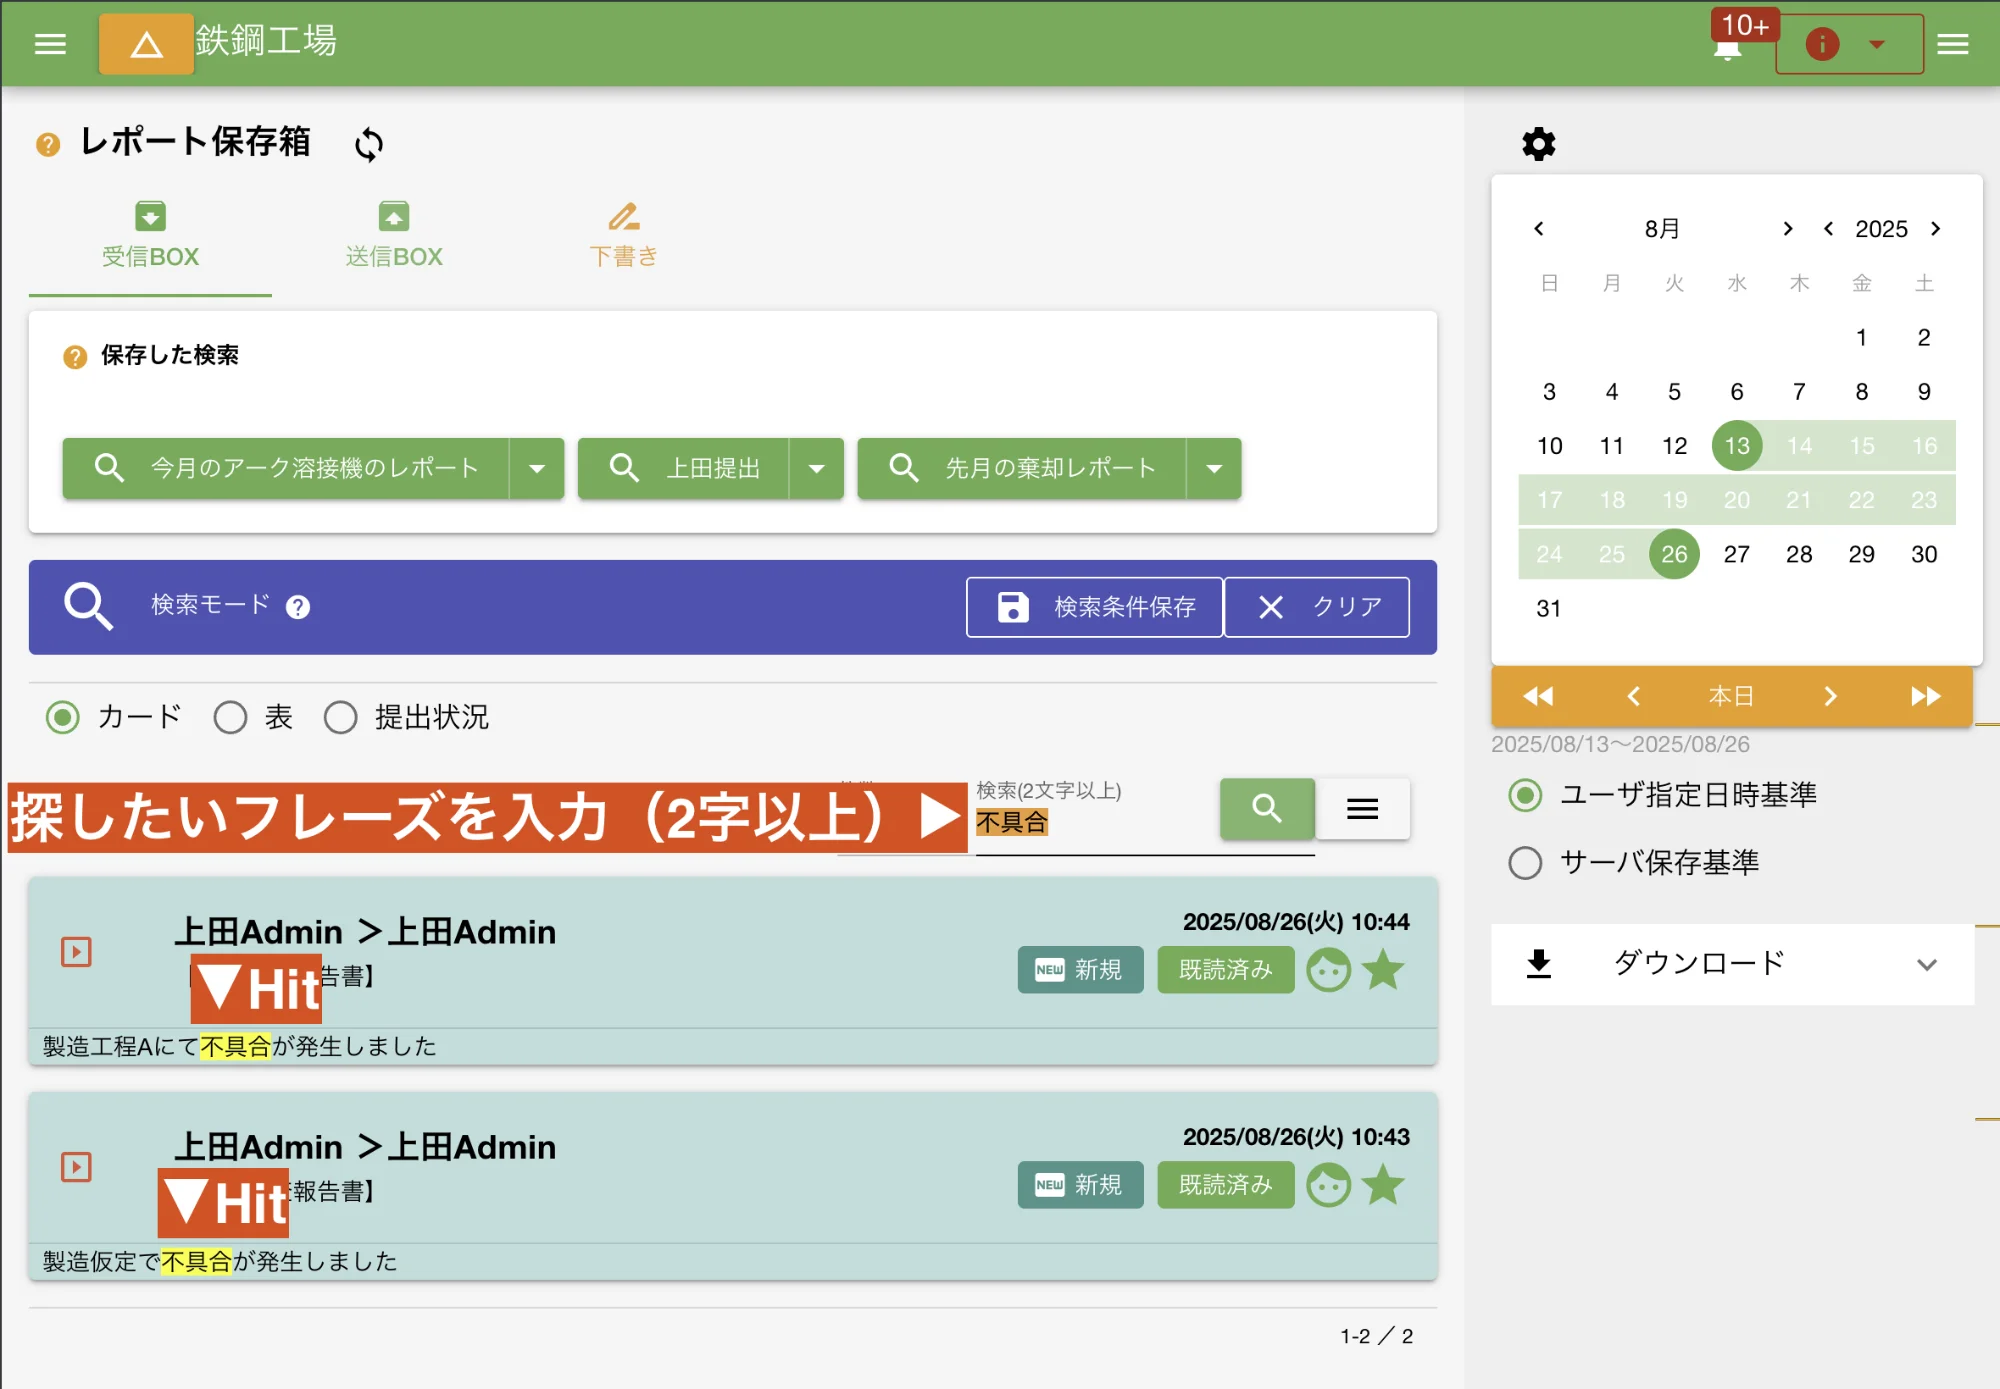 鉄鋼工場
10+
レポート保存箱
受信BOX
送信BOX
下書き
保存した検索
今月のアーク溶接機のレポート
上田提出
先月の棄却レポート
検索モード
検索条件保存
クリア
カード
表
提出状況
探したいフレーズを入力（2字以上）▶
検索(2文字以上)
不具合
上田Admin ＞上田Admin
2025/08/26(火) 10:44
▼Hit
告書】
NEW 新規
既読済み
製造工程Aにて不具合が発生しました
上田Admin ＞上田Admin
2025/08/26(火) 10:43
▼Hit
報告書】
NEW 新規
既読済み
製造仮定で不具合が発生しました
1-2 ／ 2
8月
2025
日 月 火 水 木 金 土
1 2
3 4 5 6 7 8 9
10 11 12 13 14 15 16
17 18 19 20 21 22 23
24 25 26 27 28 29 30
31
本日
2025/08/13〜2025/08/26
ユーザ指定日時基準
サーバ保存基準
ダウンロード